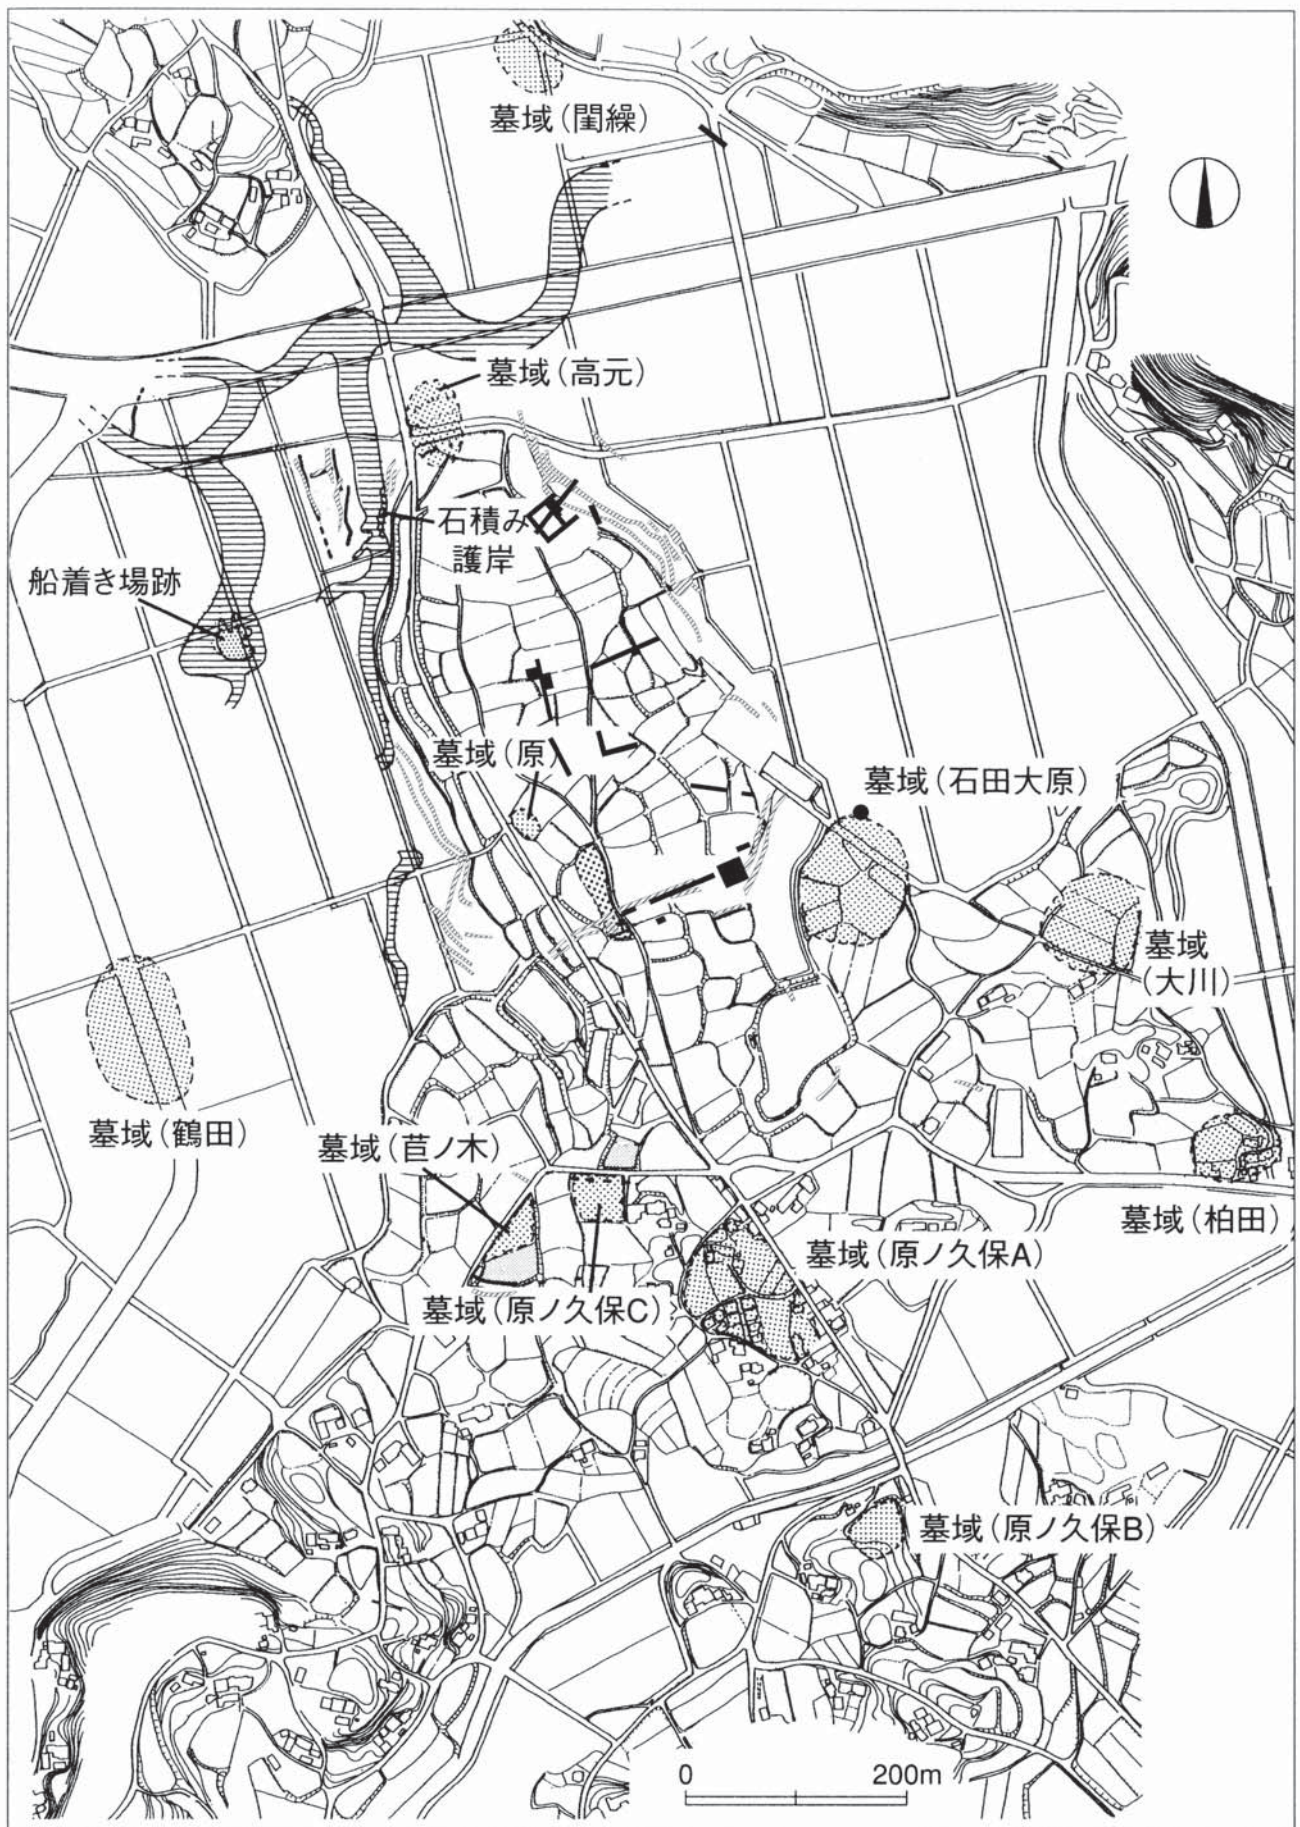 墓域（閨繰）
墓域（高元）
石積み
護岸
船着き場跡
墓域（原）
墓域（石田大原）
墓域
（大川）
墓域（鶴田）
墓域（苣ノ木）
墓域（柏田）
墓域（原ノ久保A）
墓域（原ノ久保C）
墓域（原ノ久保B）
0 200m